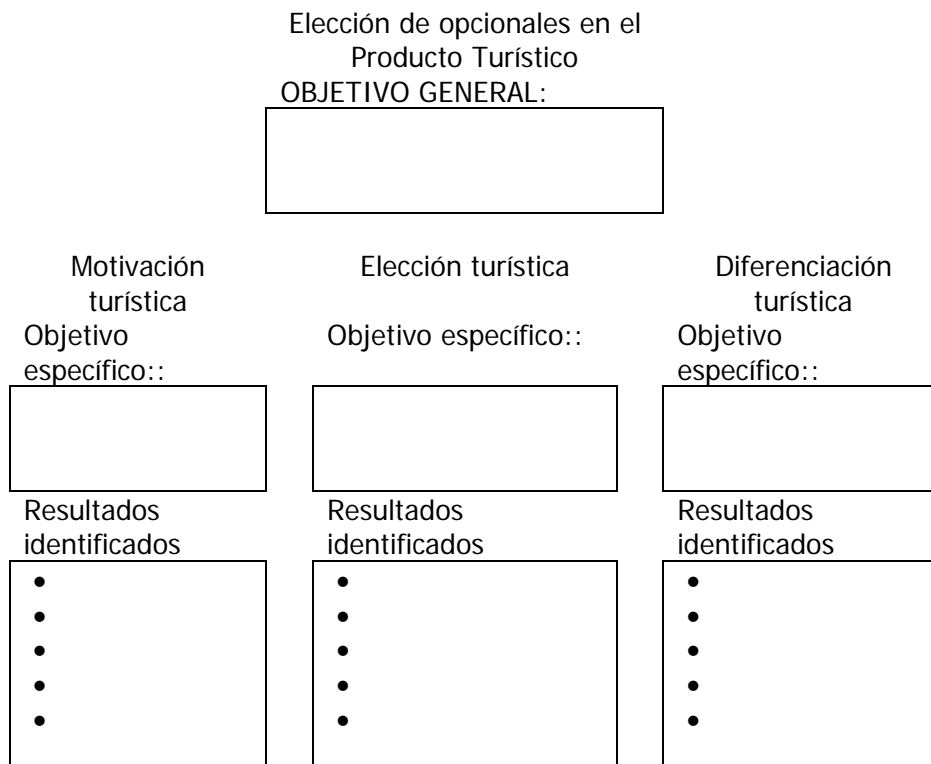 Elección de opcionales en el
Producto Turístico
OBJETIVO GENERAL:
Motivación
turística
Objetivo
específico::
Resultados
identificados
•
•
•
•
•
Elección turística
Objetivo específico::
Resultados
identificados
•
•
•
•
•
Diferenciación
turística
Objetivo
específico::
Resultados
identificados
•
•
•
•
•